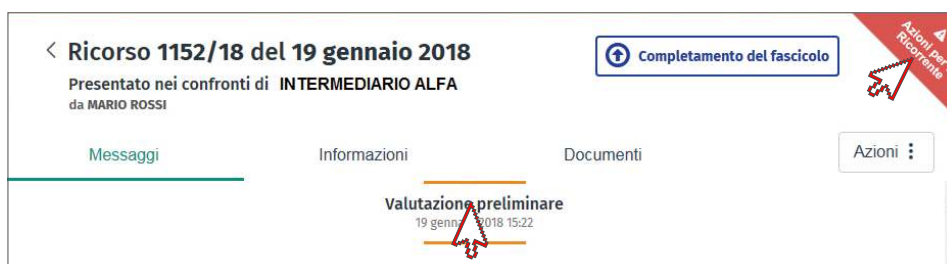 Ricorso 1152/18 del 19 gennaio 2018
Presentato nei confronti di INTERMEDIARIO ALFA
da MARIO ROSSI
Completamento del fascicolo
Azioni per
Ricorrente
Messaggi
Informazioni
Documenti
Azioni
Valutazione preliminare
19 genna 2018 15:22